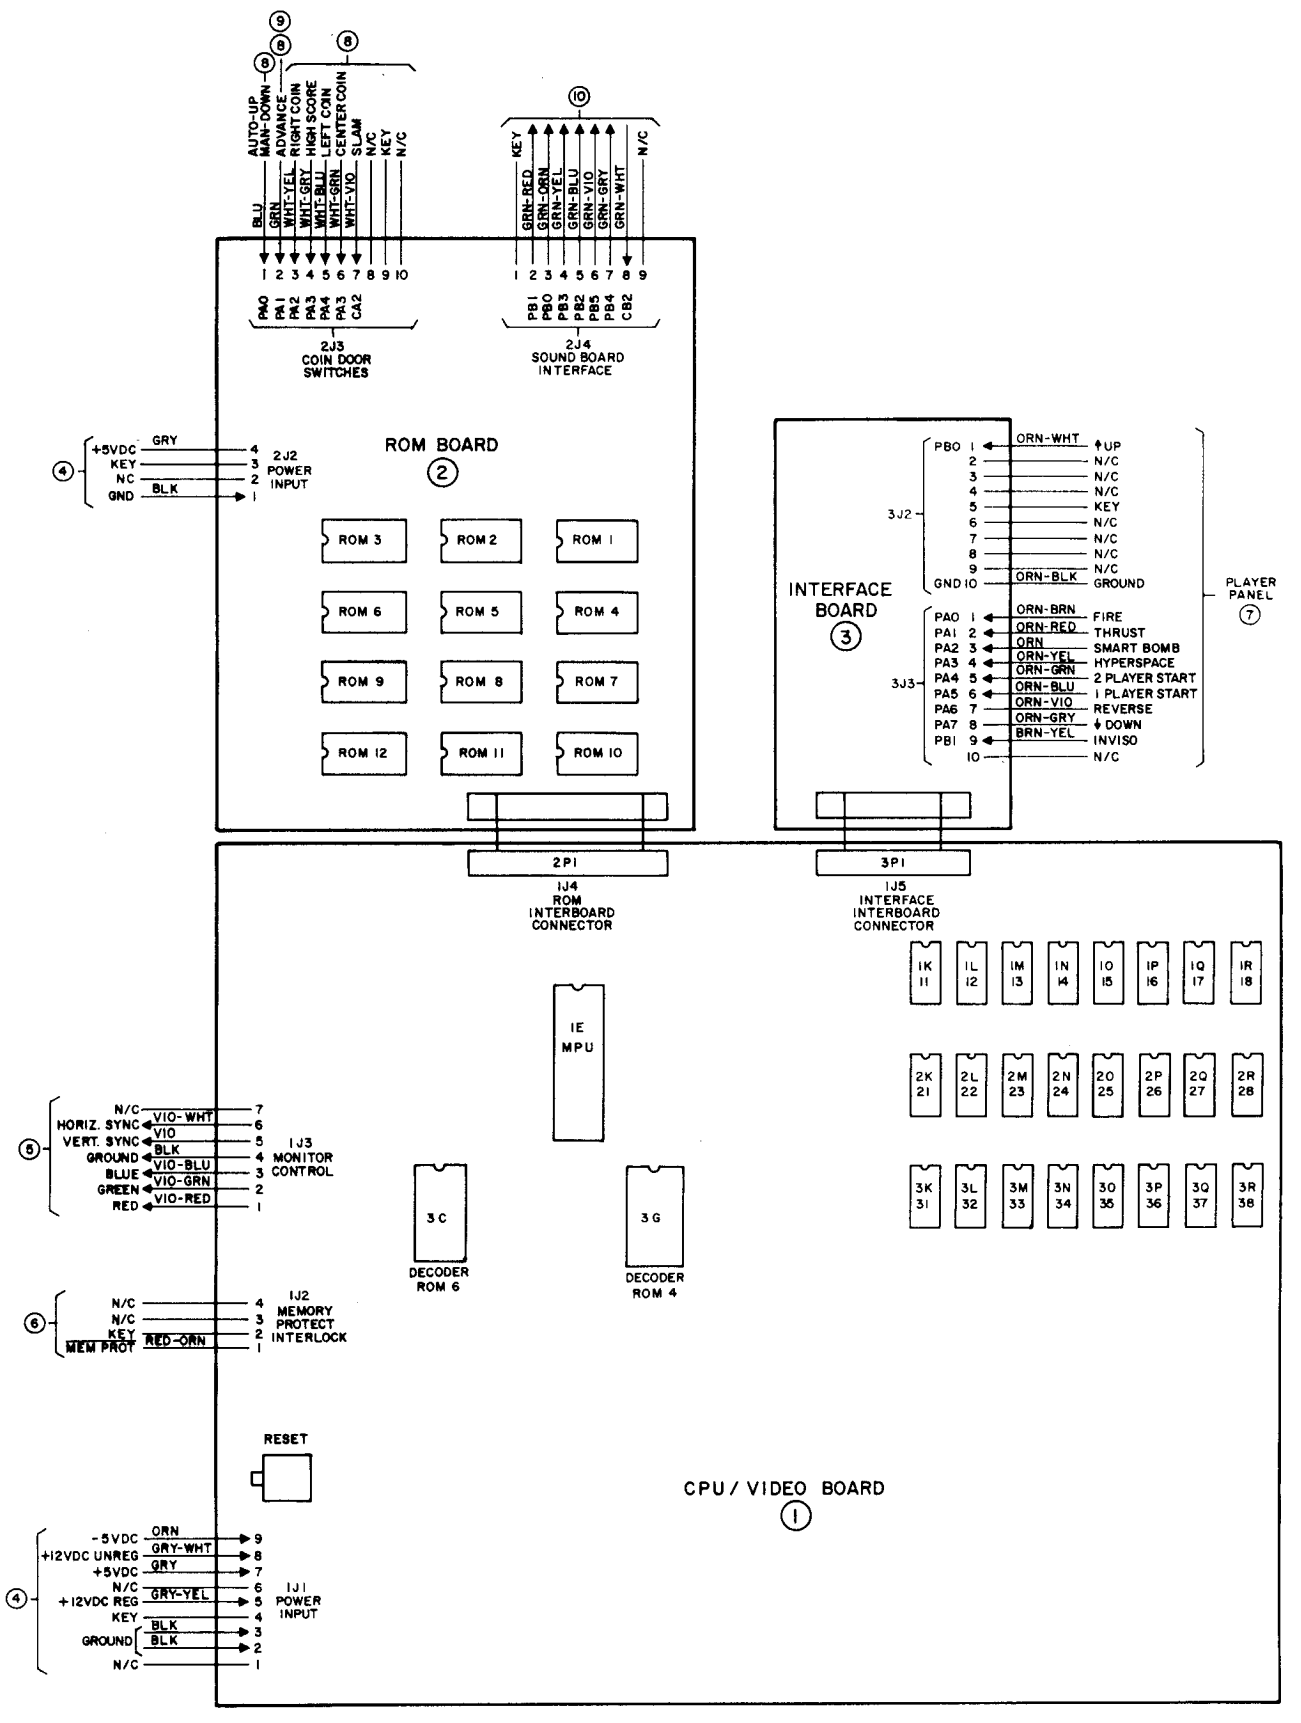 9
8
8
8
AUTO-UP
MAN-DOWN
ADVANCE
RIGHT COIN
HIGH SCORE
LEFT COIN
CENTER COIN
SLAM
N/C
KEY
N/C
BLU
GRN
WHT-YEL
WHT-GRY
WHT-BLU
WHT-GRN
WHT-VIO
1 2 3 4 5 6 7 8 9 10
PA0
PA1
PA2
PA3
PA4
PA3
CA2
2J3
COIN DOOR
SWITCHES
10
KEY
GRN-RED
GRN-ORN
GRN-YEL
GRN-BLU
GRN-VIO
GRN-GRY
GRN-WHT
N/C
1 2 3 4 5 6 7 8 9
PB1
PB0
PB3
PB2
PB5
PB4
CB2
2J4
SOUND BOARD
INTERFACE
4
+5VDC GRY 4
KEY 3
NC 2
GND BLK 1
2J2
POWER
INPUT
ROM BOARD
2
ROM 3 ROM 2 ROM 1
ROM 6 ROM 5 ROM 4
ROM 9 ROM 8 ROM 7
ROM 12 ROM 11 ROM 10
INTERFACE
BOARD
3
3J2
PB0 1 ORN-WHT ↑UP
2 N/C
3 N/C
4 N/C
5 KEY
6 N/C
7 N/C
8 N/C
9 N/C
GND 10 ORN-BLK GROUND
3J3
PA0 1 ORN-BRN FIRE
PA1 2 ORN-RED THRUST
PA2 3 ORN SMART BOMB
PA3 4 ORN-YEL HYPERSPACE
PA4 5 ORN-GRN 2 PLAYER START
PA5 6 ORN-BLU 1 PLAYER START
PA6 7 ORN-VIO REVERSE
PA7 8 ORN-GRY ↓DOWN
PB1 9 BRN-YEL INVISO
10 N/C
PLAYER
PANEL
7
2P1
1J4
ROM
INTERBOARD
CONNECTOR
3P1
1J5
INTERFACE
INTERBOARD
CONNECTOR
1K 1L 1M 1N 1O 1P 1Q 1R
11 12 13 14 15 16 17 18
1E
MPU
2K 2L 2M 2N 2O 2P 2Q 2R
21 22 23 24 25 26 27 28
3K 3L 3M 3N 3O 3P 3Q 3R
31 32 33 34 35 36 37 38
5
N/C 7
HORIZ. SYNC VIO-WHT 6
VERT. SYNC VIO 5
GROUND BLK 4
BLUE VIO-BLU 3
GREEN VIO-GRN 2
RED VIO-RED 1
1J3
MONITOR
CONTROL
3C
DECODER
ROM 6
3G
DECODER
ROM 4
6
N/C 4
N/C 3
KEY 2
MEM PROT RED-ORN 1
1J2
MEMORY
PROTECT
INTERLOCK
RESET
CPU/VIDEO BOARD
1
4
-5VDC ORN 9
+12VDC UNREG GRY-WHT 8
+5VDC GRY 7
N/C 6
+12VDC REG GRY-YEL 5
KEY 4
GROUND BLK 3
BLK 2
N/C 1
1J1
POWER
INPUT